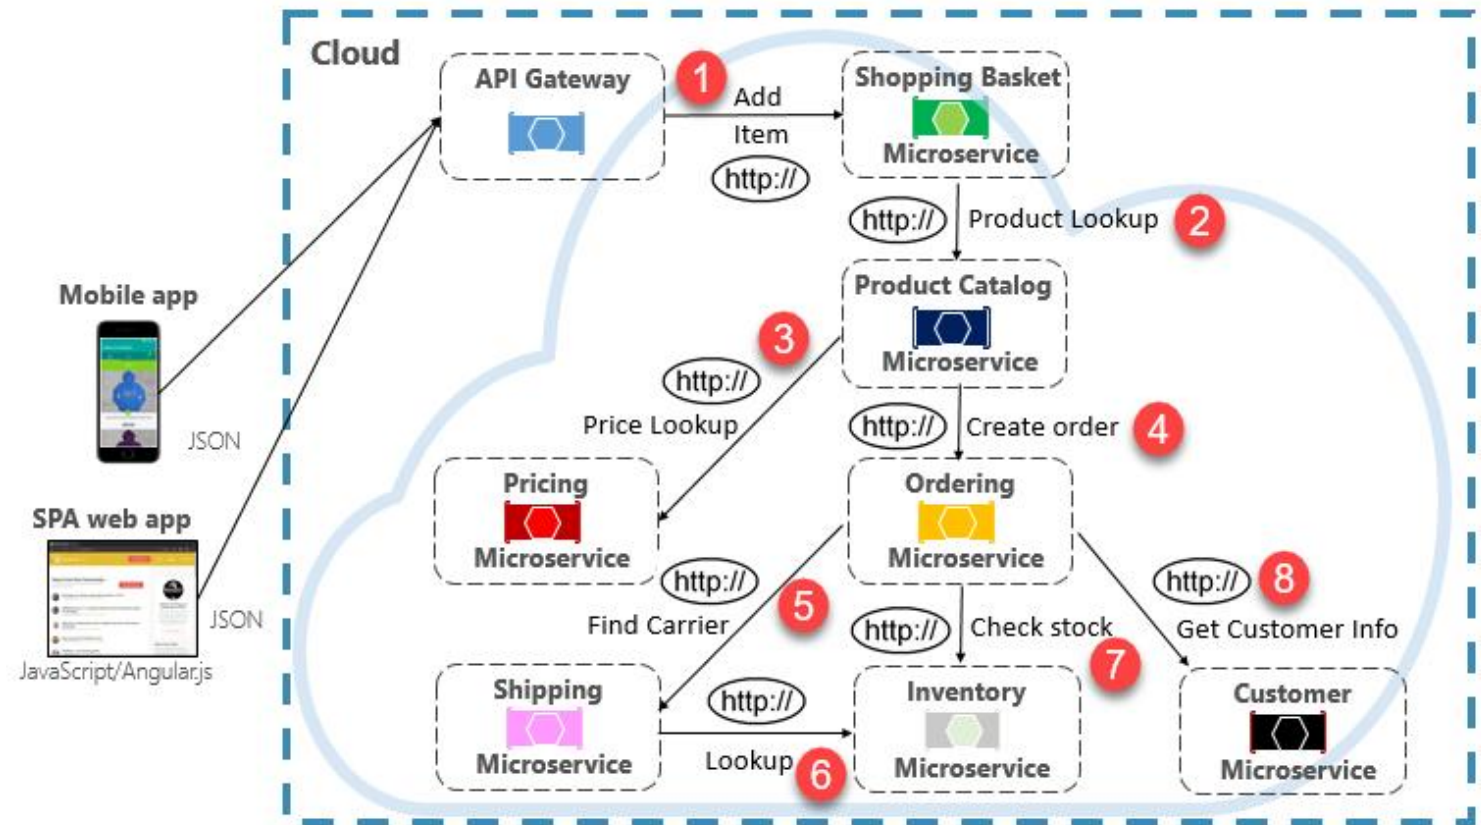 Cloud
API Gateway
1
Add
Item
http://
Shopping Basket
Microservice
http://
Product Lookup
2
Mobile app
JSON
Product Catalog
Microservice
3
http://
Price Lookup
http://
Create order
4
SPA web app
JSON
JavaScript/Angular.js
Pricing
Microservice
Ordering
Microservice
http://
5
Find Carrier
http://
Check stock
7
http://
8
Get Customer Info
Shipping
Microservice
http://
Lookup
6
Inventory
Microservice
Customer
Microservice